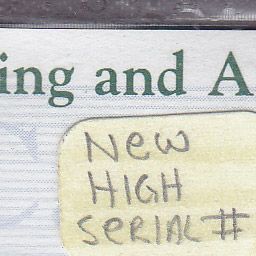 ing and A
New
HIGH
SERIAL #